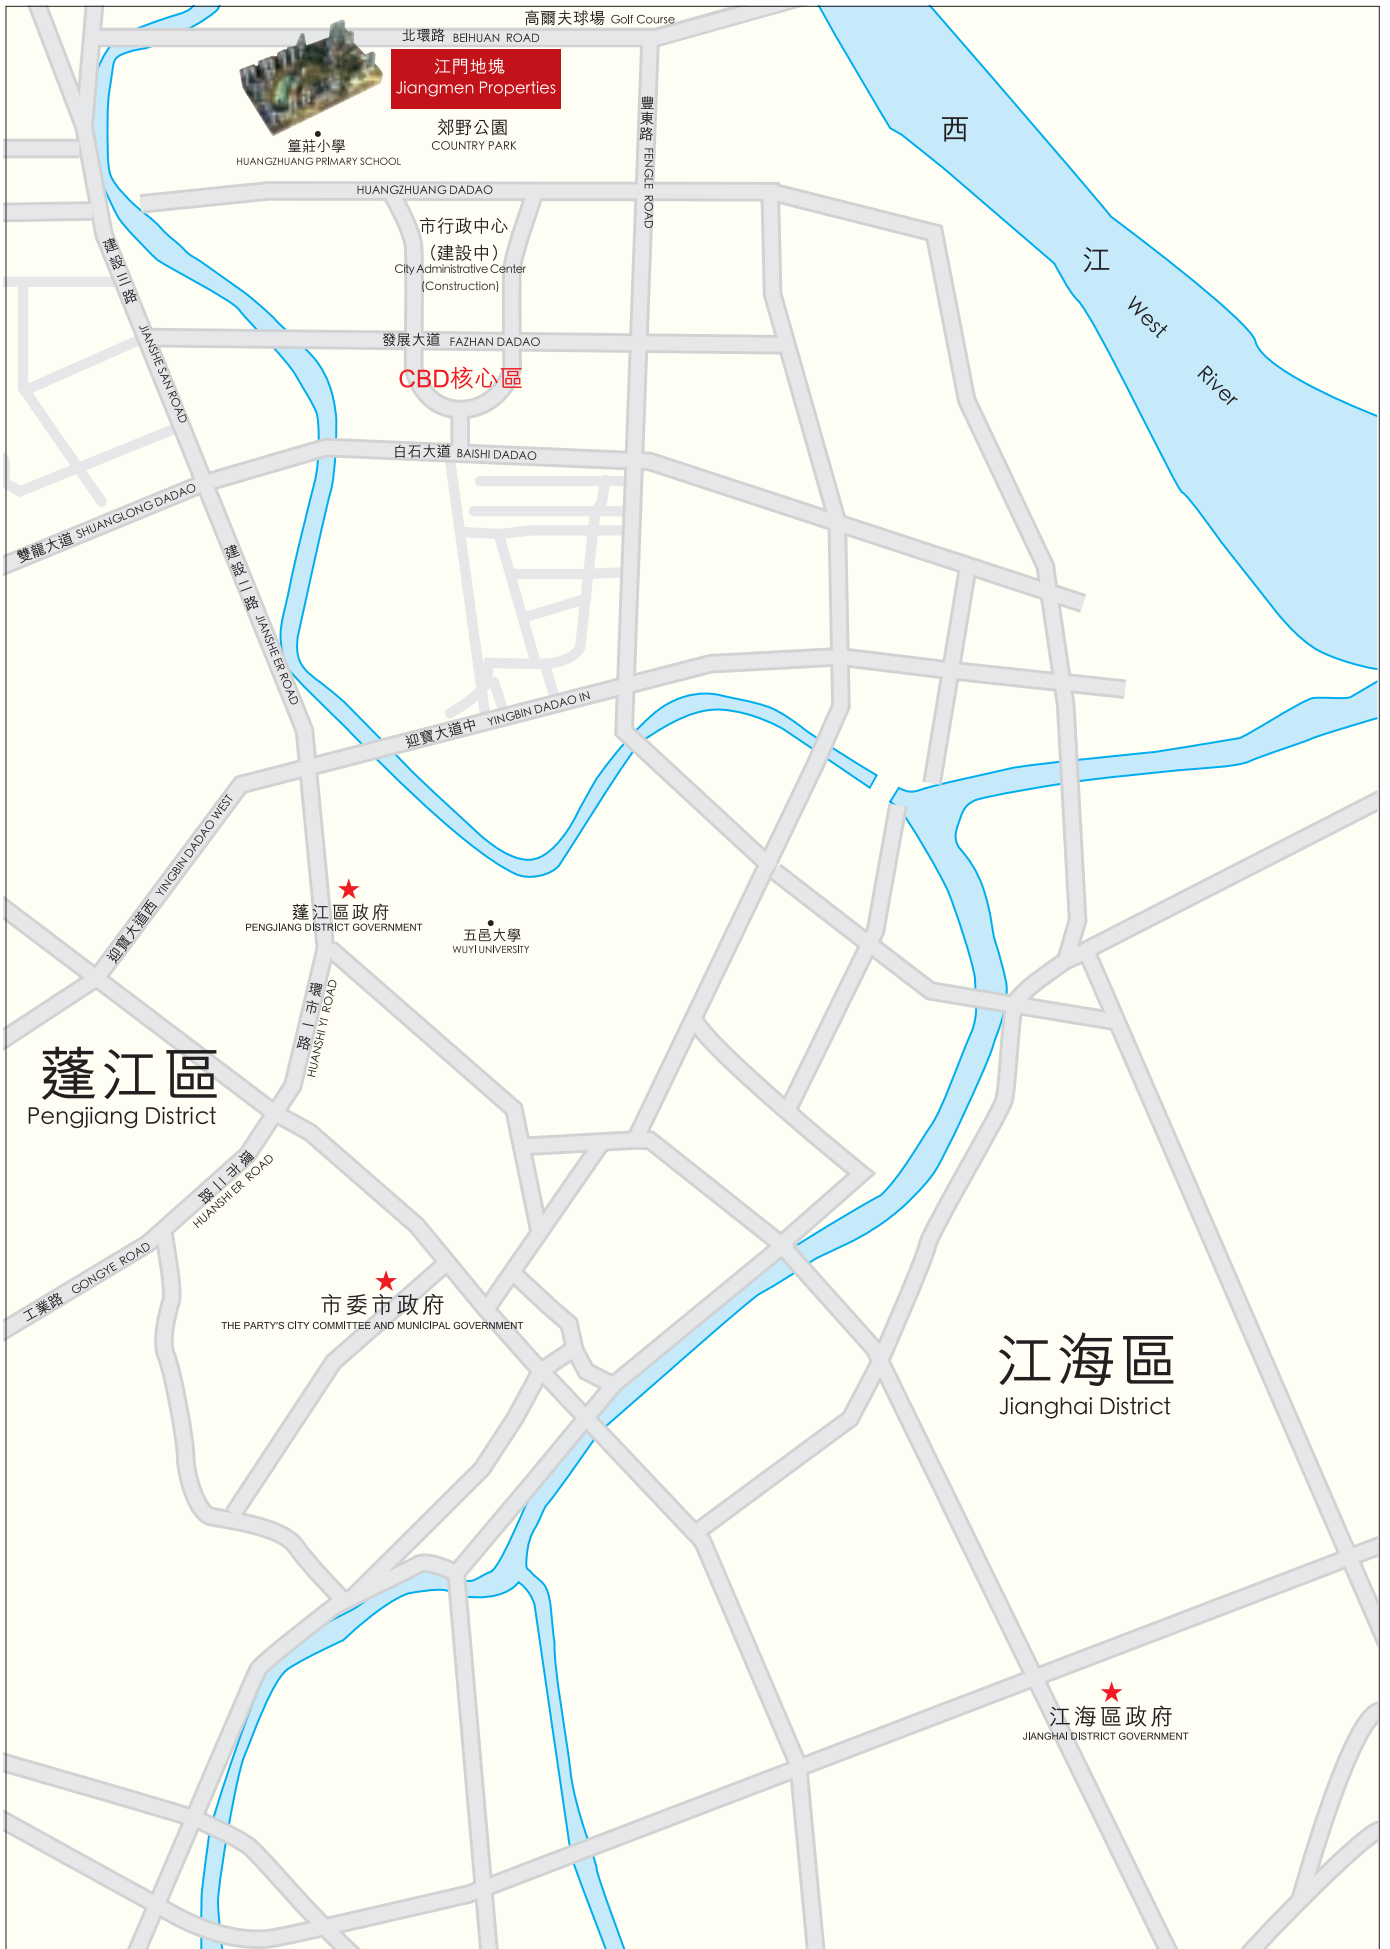 高爾夫球場 Golf Course
北環路 BEIHUAN ROAD
江門地塊
Jiangmen Properties
郊野公園
COUNTRY PARK
篁莊小學
HUANGZHUANG PRIMARY SCHOOL
豐東路 FENGLE ROAD
西江
West River
HUANGZHUANG DADAO
市行政中心
(建設中)
City Administrative Center
(Construction)
建設三路 JIANSHE SAN ROAD
發展大道 FAZHAN DADAO
CBD核心區
白石大道 BAISHI DADAO
雙龍大道 SHUANGLONG DADAO
建設二路 JIANSHE ER ROAD
迎賓大道中 YINGBIN DADAO IN
迎賓大道西 YINGBIN DADAO WEST
蓬江區政府
PENGJIANG DISTRICT GOVERNMENT
五邑大學
WUYI UNIVERSITY
環市一路 HUANSHI YI ROAD
蓬江區
Pengjiang District
環市二路
HUANSHI ER ROAD
工業路 GONGYE ROAD
市委市政府
THE PARTY'S CITY COMMITTEE AND MUNICIPAL GOVERNMENT
江海區
Jianghai District
江海區政府
JIANGHAI DISTRICT GOVERNMENT